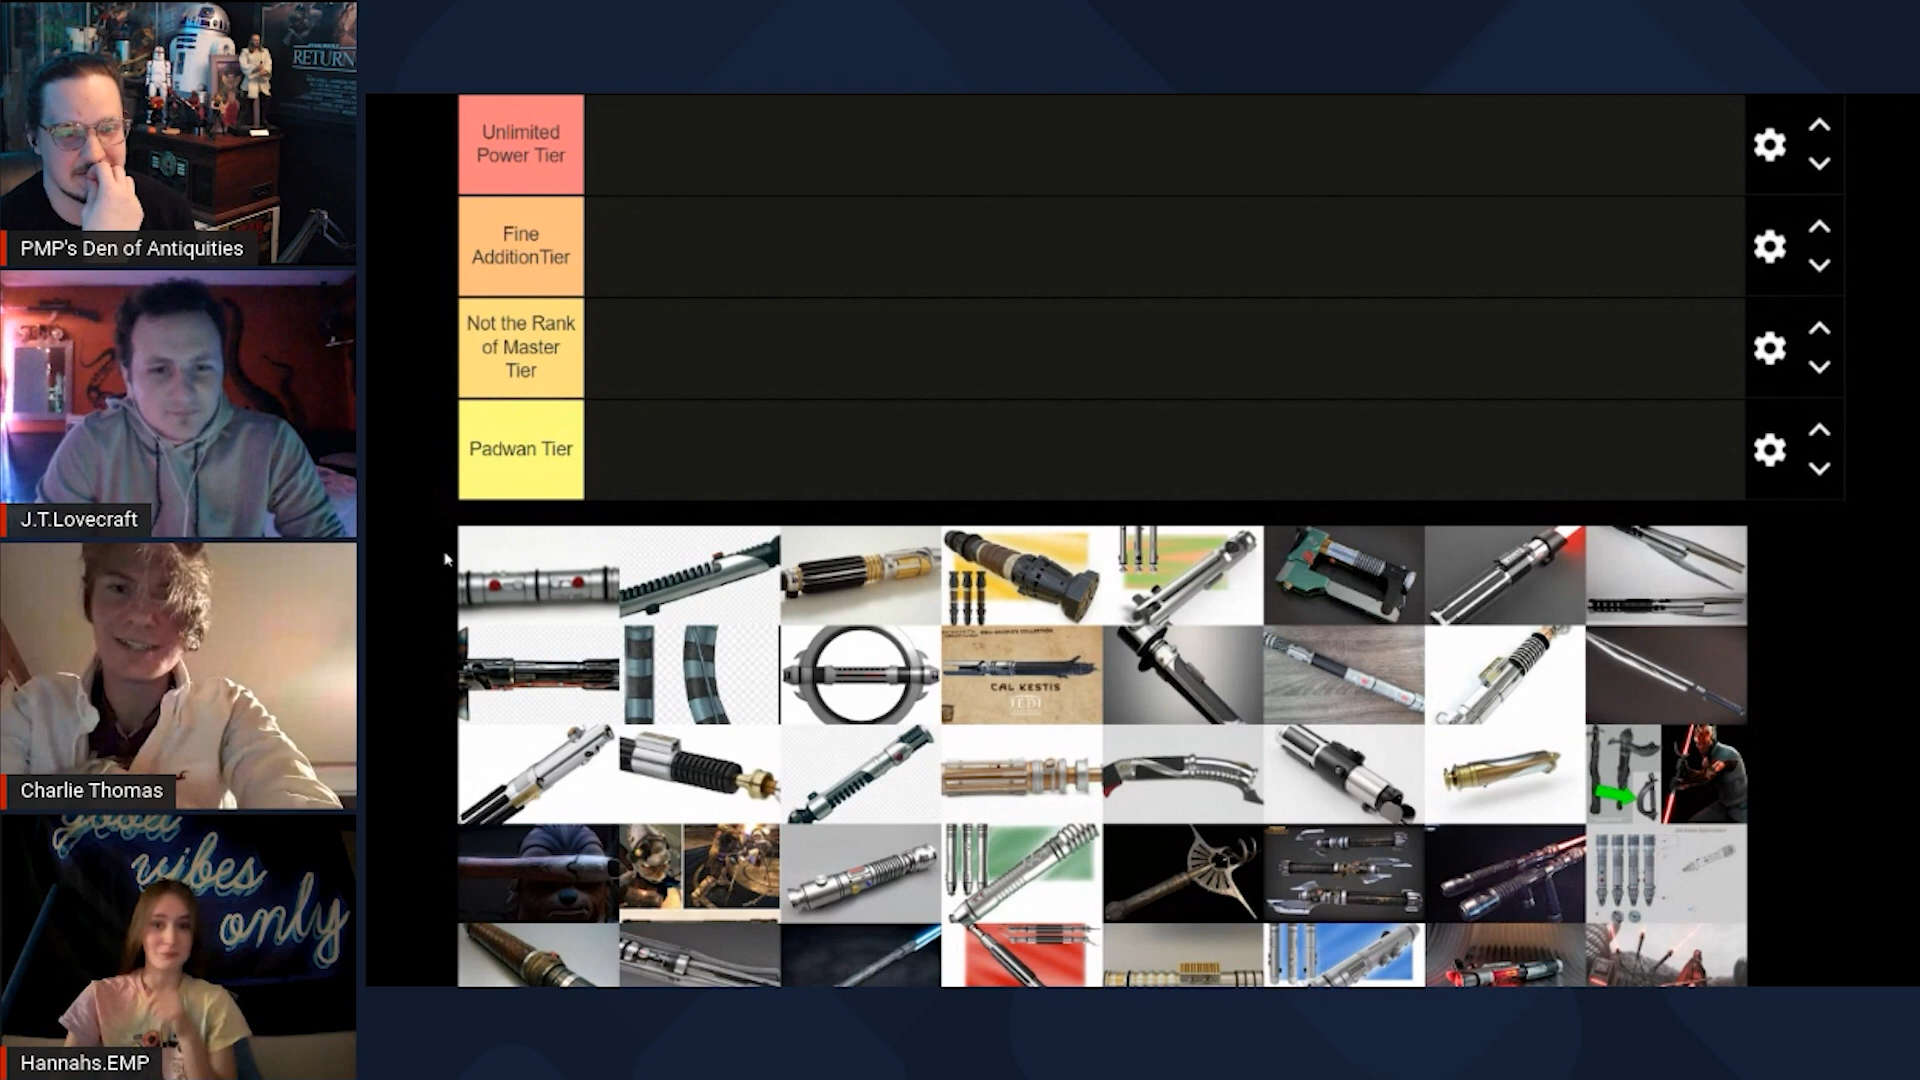 RETURN
PMP's Den of Antiquities
J.T.Lovecraft
Charlie Thomas
good
vibes
only
Hannahs.EMP
Unlimited
Power Tier
Fine
AdditionTier
Not the Rank
of Master
Tier
Padwan Tier
CAL KESTIS
JEDI